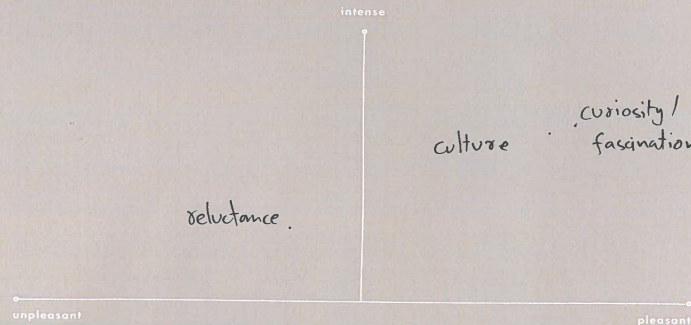 intense
curiosity /
culture
fascination
reluctance.
unpleasant
pleasant